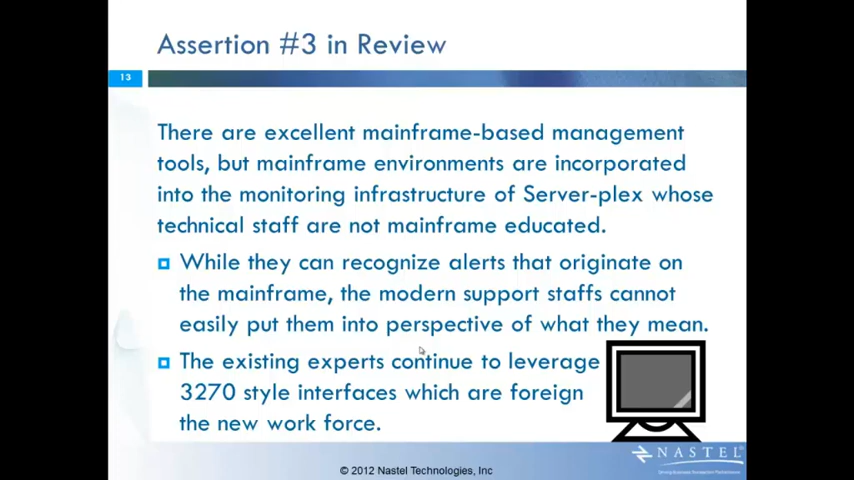 Assertion #3 in Review
13
There are excellent mainframe-based management
tools, but mainframe environments are incorporated
into the monitoring infrastructure of Server-plex whose
technical staff are not mainframe educated.
While they can recognize alerts that originate on
the mainframe, the modern support staffs cannot
easily put them into perspective of what they mean.
The existing experts continue to leverage
3270 style interfaces which are foreign
the new work force.
NASTEL
© 2012 Nastel Technologies, Inc